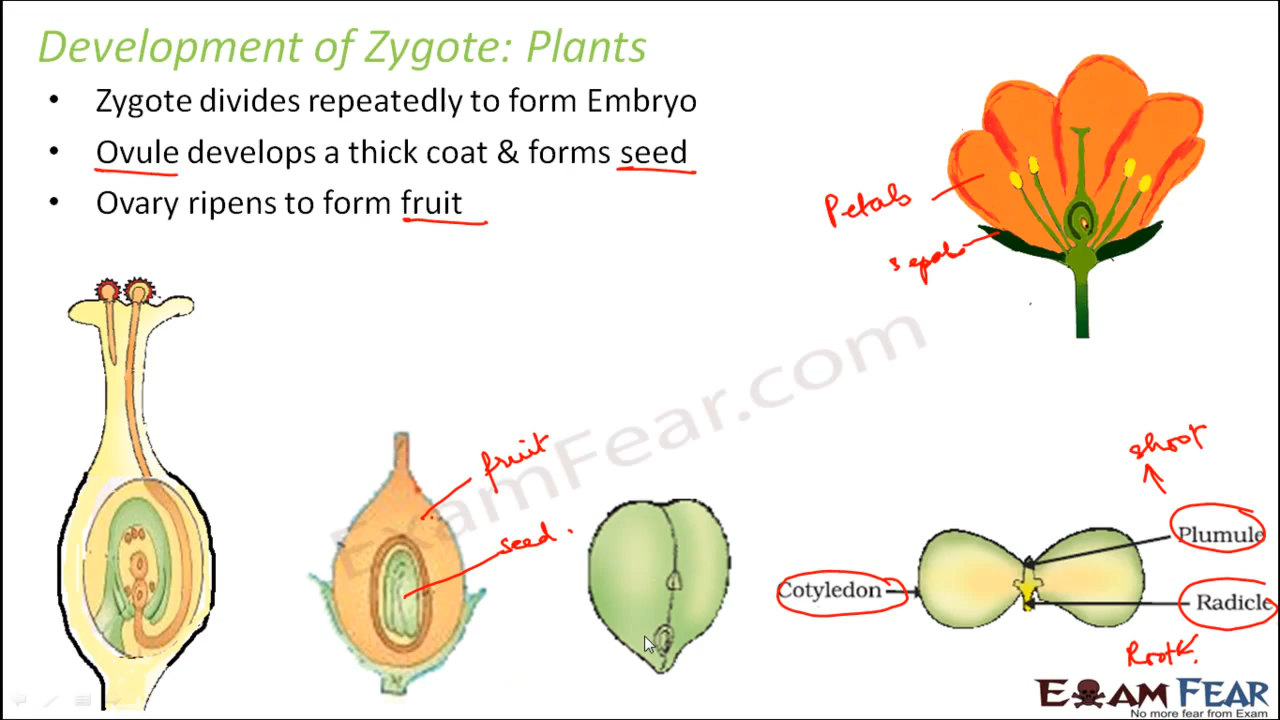 Development of Zygote: Plants
• Zygote divides repeatedly to form Embryo
• Ovule develops a thick coat & forms seed
• Ovary ripens to form fruit
Petals
sepals
ExamFear.com
shoot
fruit
seed
Plumule
Cotyledon
Radicle
Root
EXAM FEAR
No more fear from Exam